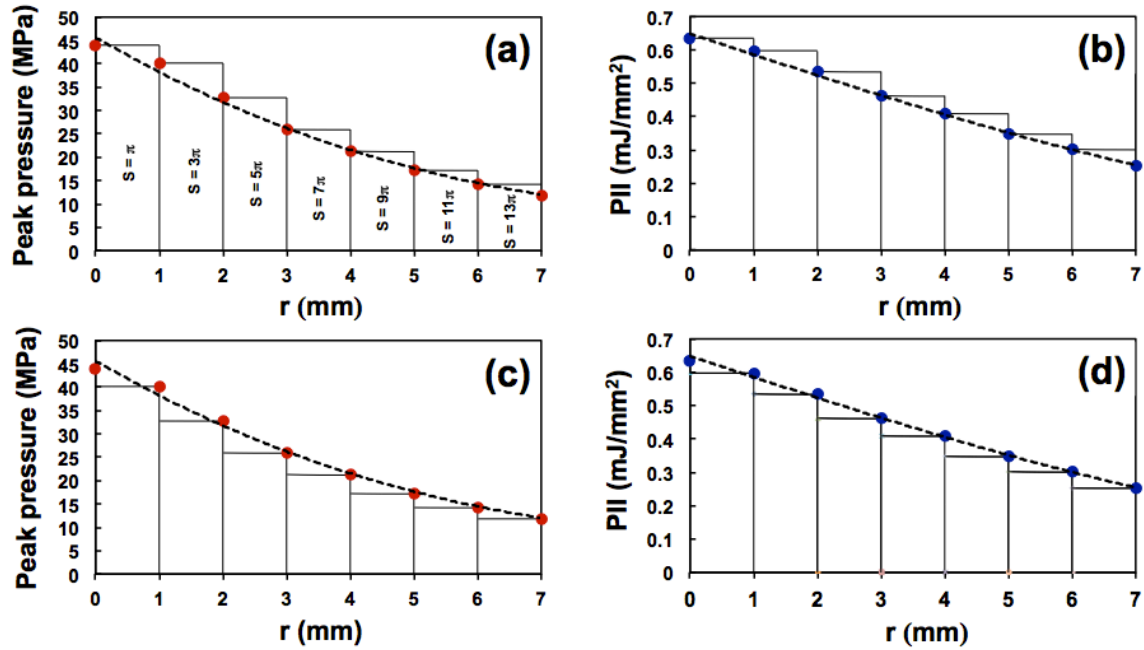 (a)
Peak pressure (MPa)
50
45
40
35
30
25
20
15
10
5
0
S = π
S = 3π
S = 5π
S = 7π
S = 9π
S = 11π
S = 13π
0 1 2 3 4 5 6 7
r (mm)
(b)
PII (mJ/mm²)
0.7
0.6
0.5
0.4
0.3
0.2
0.1
0
0 1 2 3 4 5 6 7
r (mm)
(c)
Peak pressure (MPa)
50
45
40
35
30
25
20
15
10
5
0
0 1 2 3 4 5 6 7
r (mm)
(d)
PII (mJ/mm²)
0.7
0.6
0.5
0.4
0.3
0.2
0.1
0
0 1 2 3 4 5 6 7
r (mm)